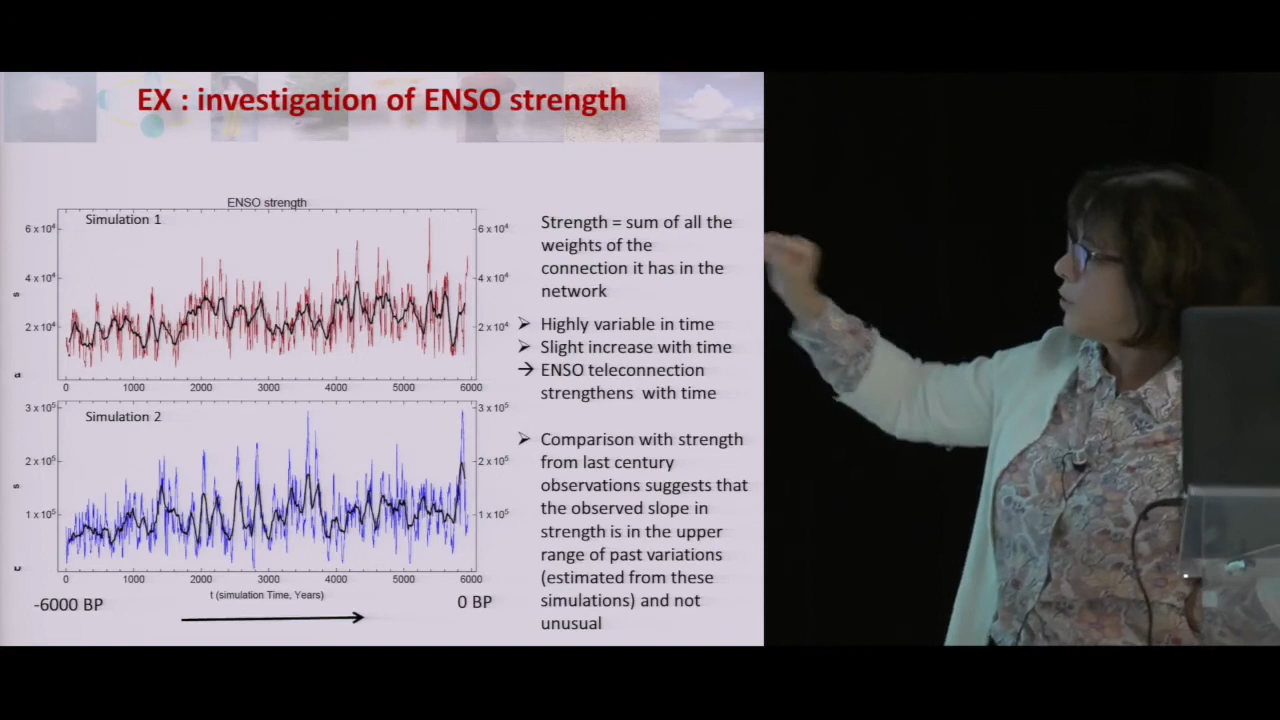 EX : investigation of ENSO strength
ENSO strength
Simulation 1
6 x 10⁴
4 x 10⁴
2 x 10⁴
6 x 10⁴
4 x 10⁴
2 x 10⁴
s
0 1000 2000 3000 4000 5000 6000
Simulation 2
3 x 10⁵
2 x 10⁵
1 x 10⁵
3 x 10⁵
2 x 10⁵
1 x 10⁵
s
0 1000 2000 3000 4000 5000 6000
t (simulation Time, Years)
-6000 BP
0 BP
Strength = sum of all the
weights of the
connection it has in the
network
➢ Highly variable in time
➢ Slight increase with time
→ ENSO teleconnection
strengthens with time
➢ Comparison with strength
from last century
observations suggests that
the observed slope in
strength is in the upper
range of past variations
(estimated from these
simulations) and not
unusual